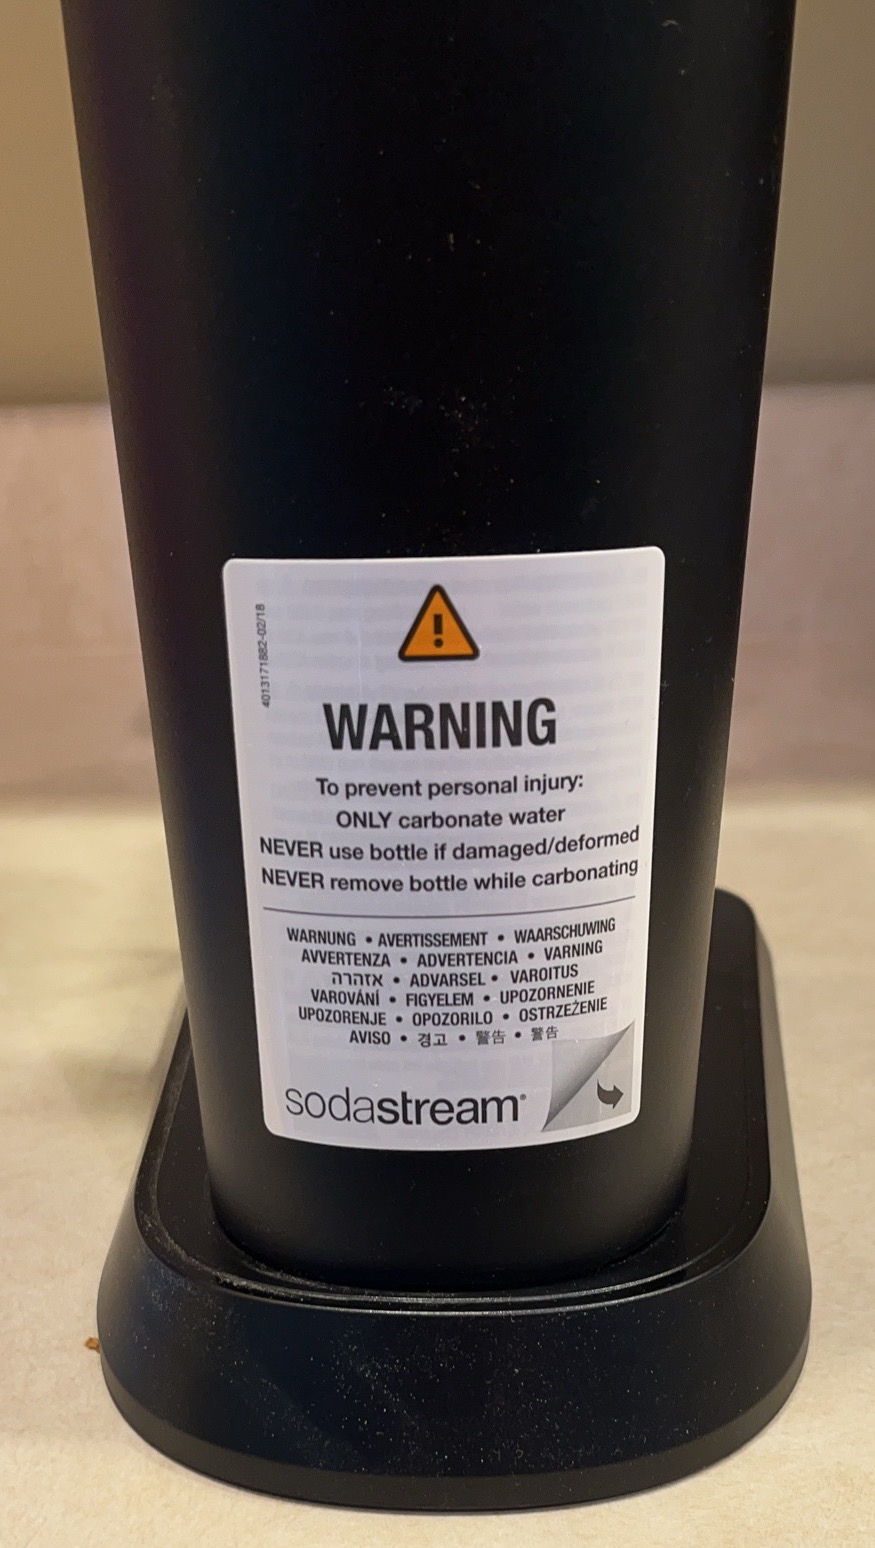 4013171882-02/18
WARNING
To prevent personal injury:
ONLY carbonate water
NEVER use bottle if damaged/deformed
NEVER remove bottle while carbonating
WARNUNG • AVERTISSEMENT • WAARSCHUWING
AVVERTENZA • ADVERTENCIA • VARNING
אזהרה • ADVARSEL • VAROITUS
VAROVÁNÍ • FIGYELEM • UPOZORNENIE
UPOZORENJE • OPOZORILO • OSTRZEŻENIE
AVISO • 경고 • 警告 • 警告
sodastream®